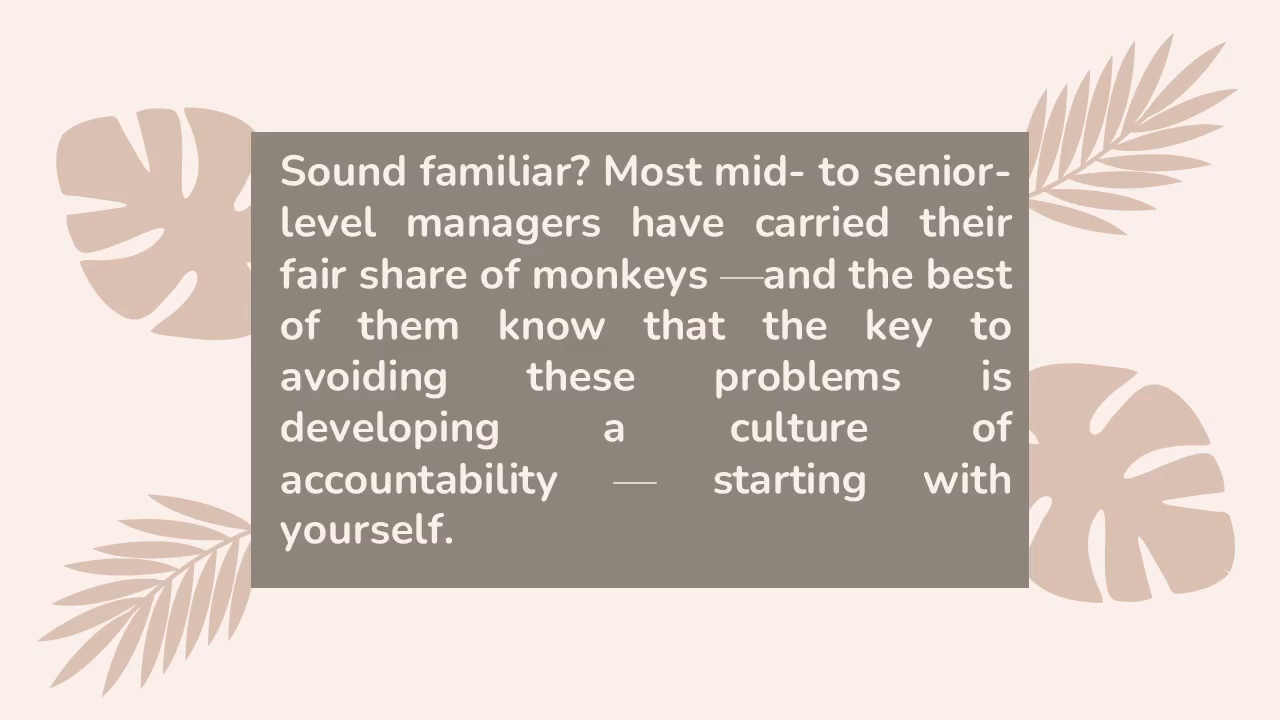 Sound familiar? Most mid- to senior-
level managers have carried their
fair share of monkeys —and the best
of them know that the key to
avoiding these problems is
developing a culture of
accountability — starting with
yourself.